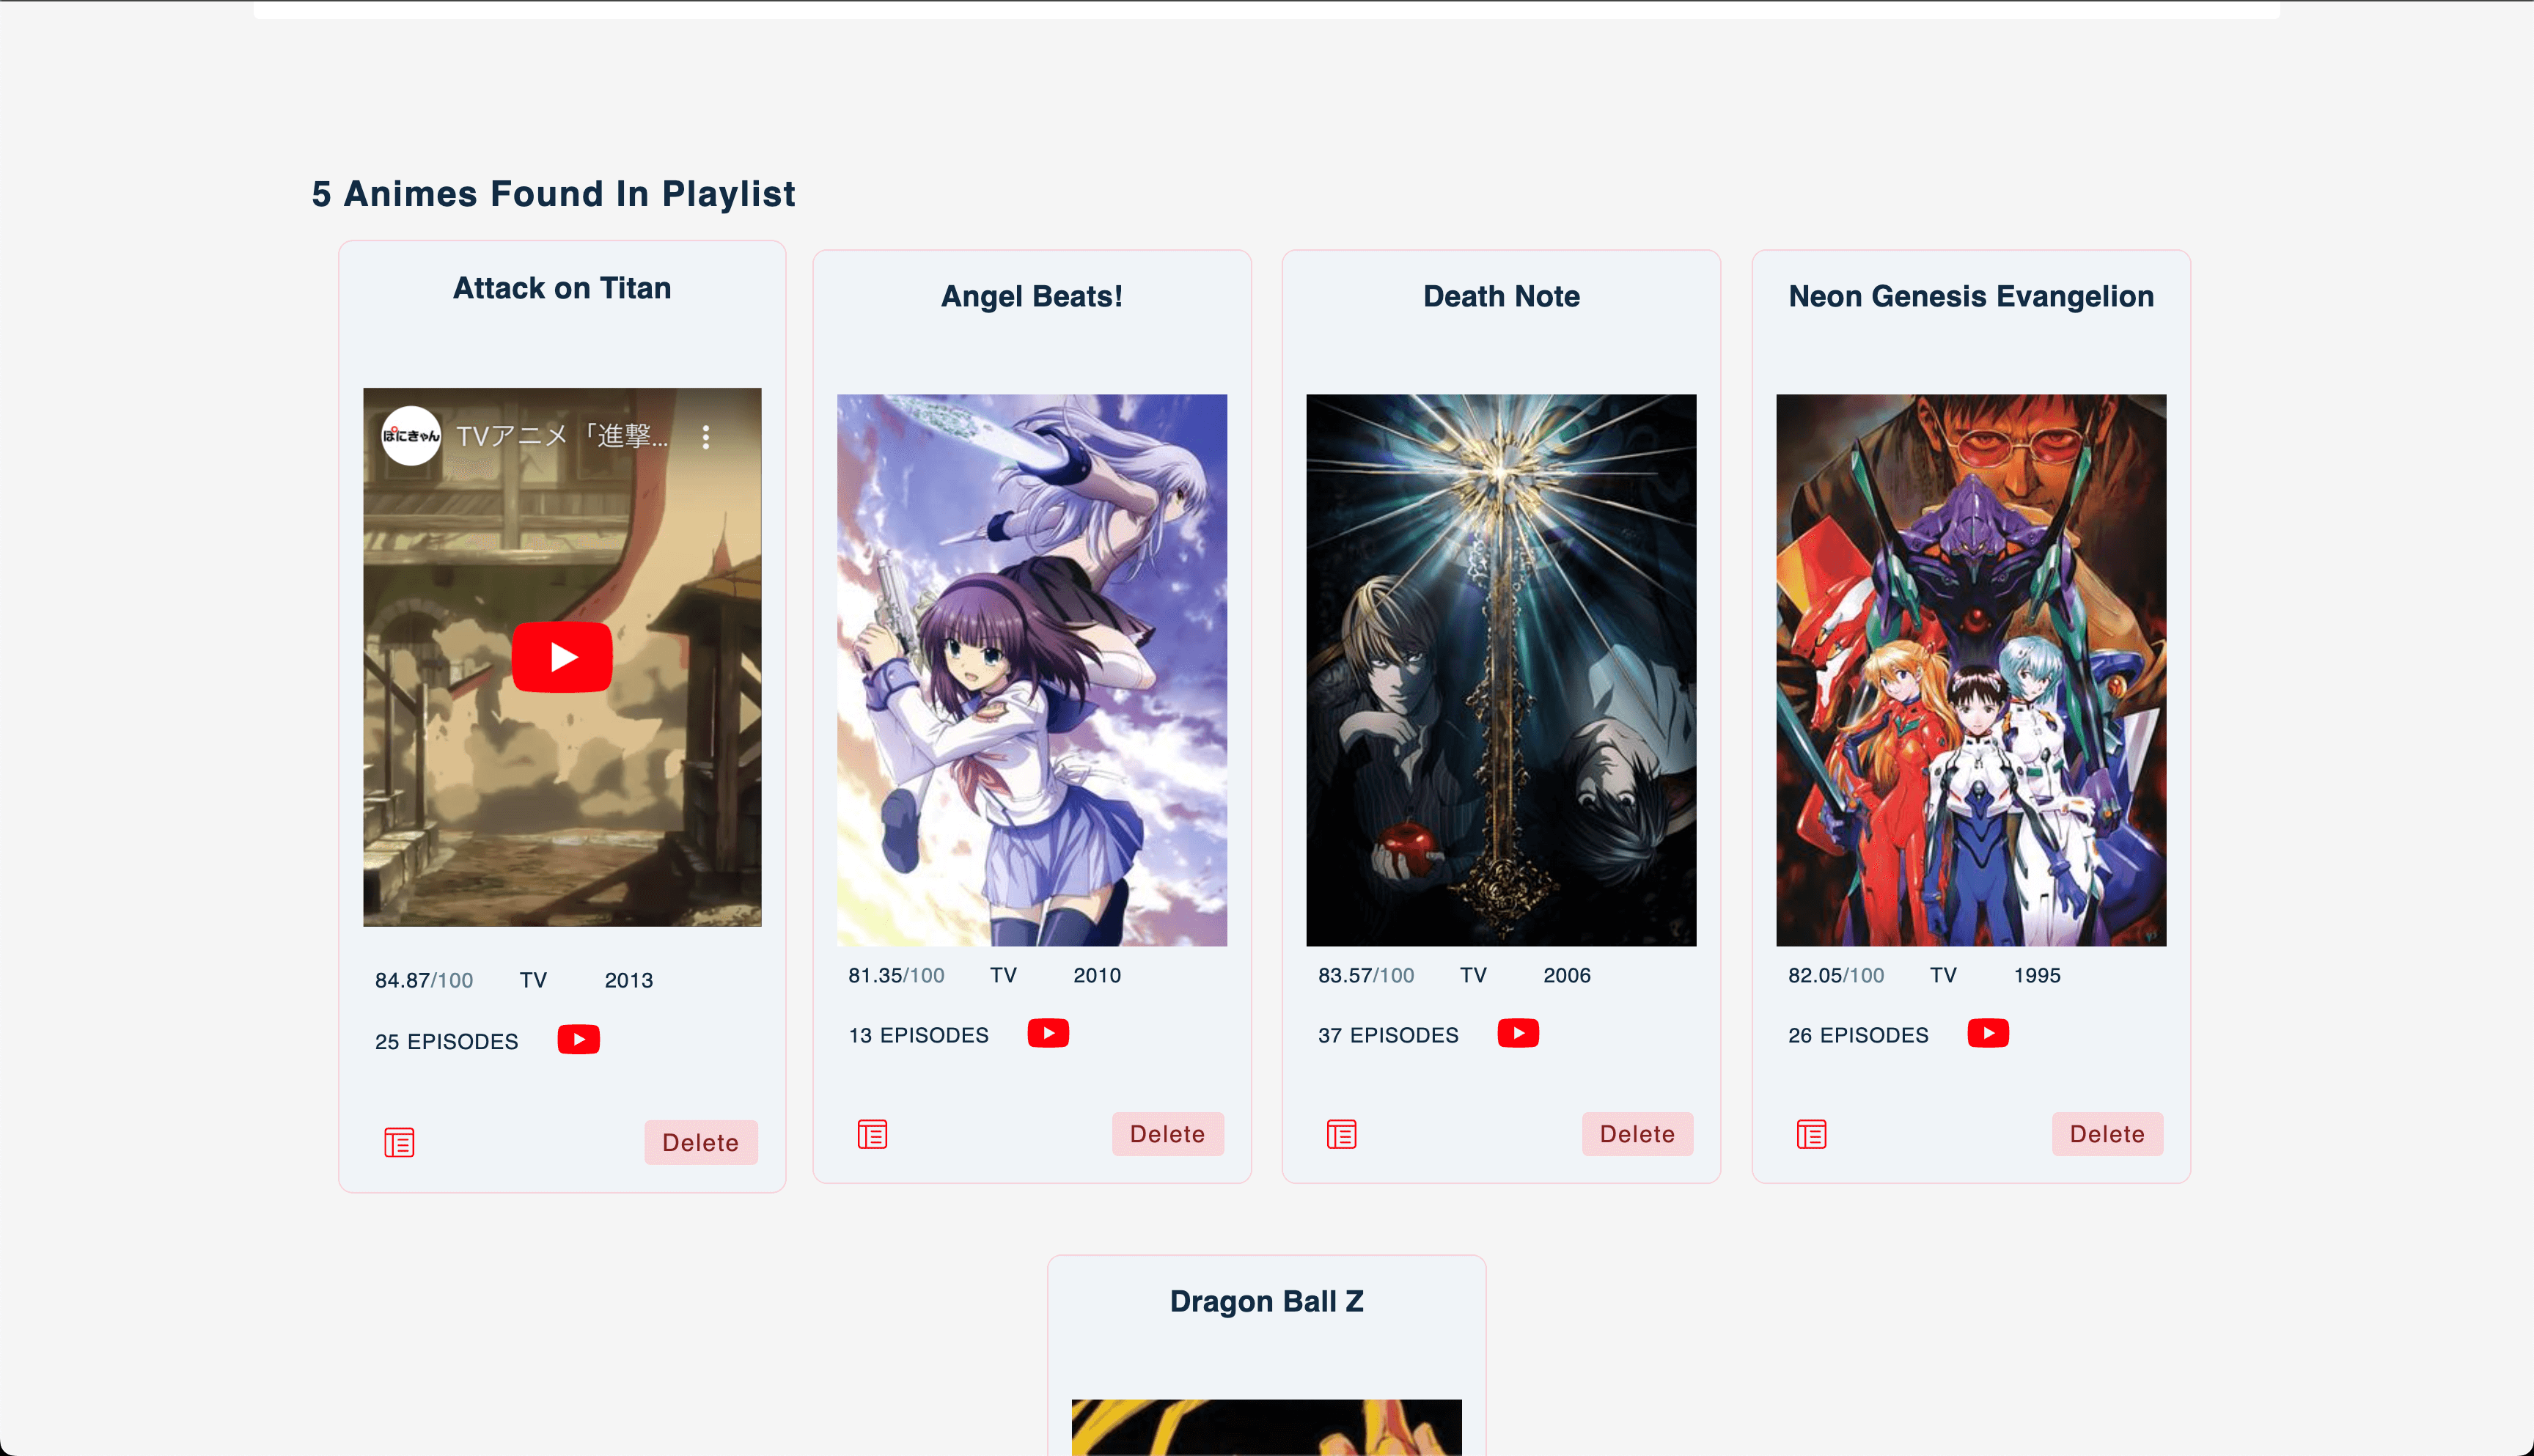 5 Animes Found In Playlist
Attack on Titan
ぽにきゃん
TVアニメ「進撃...
84.87/100 TV 2013
25 EPISODES
Delete
Angel Beats!
81.35/100 TV 2010
13 EPISODES
Delete
Death Note
83.57/100 TV 2006
37 EPISODES
Delete
Neon Genesis Evangelion
82.05/100 TV 1995
26 EPISODES
Delete
Dragon Ball Z